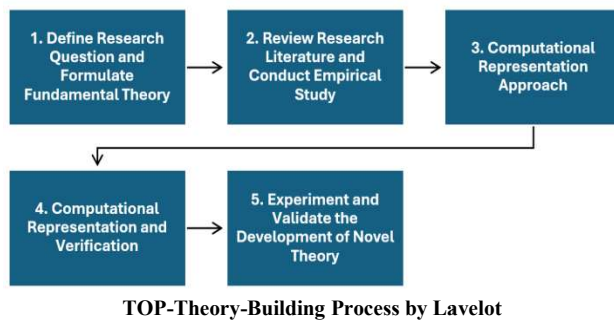 1. Define Research
Question and
Formulate
Fundamental Theory
2. Review Research
Literature and
Conduct Empirical
Study
3. Computational
Representation
Approach
4. Computational
Representation and
Verification
5. Experiment and
Validate the
Development of Novel
Theory
TOP-Theory-Building Process by Lavelot